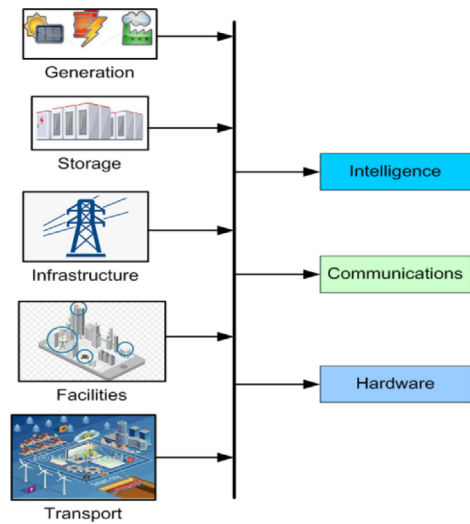 Generation
Storage
Infrastructure
Facilities
Transport
Intelligence
Communications
Hardware